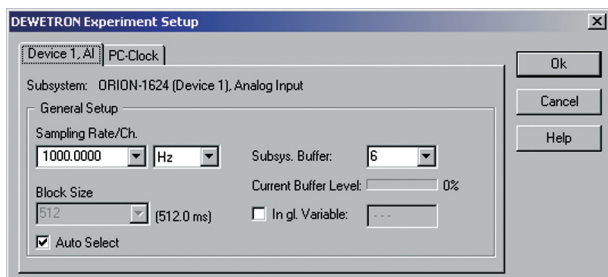 DEWETRON Experiment Setup
Device 1, AI
PC-Clock
Ok
Subsystem: ORION-1624 (Device 1), Analog Input
Cancel
General Setup
Help
Sampling Rate/Ch.
1000.0000
Hz
Subsys. Buffer:
6
Current Buffer Level:
0%
Block Size
512
(512.0 ms)
In gl. Variable:
---
Auto Select